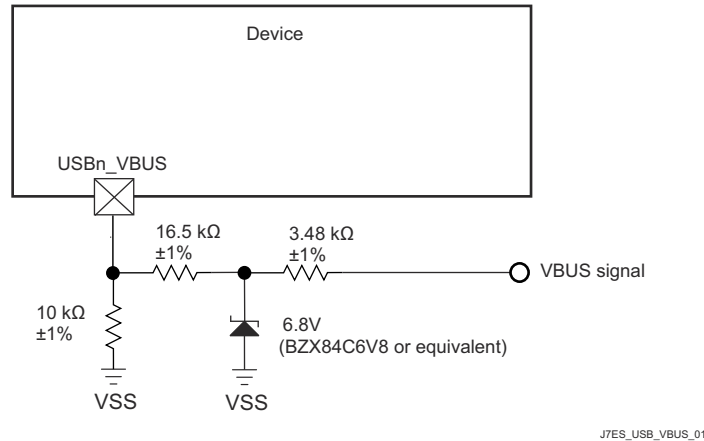 Device
USBn_VBUS
16.5 kΩ
±1%
3.48 kΩ
±1%
VBUS signal
10 kΩ
±1%
6.8V
(BZX84C6V8 or equivalent)
VSS
VSS
J7ES_USB_VBUS_01